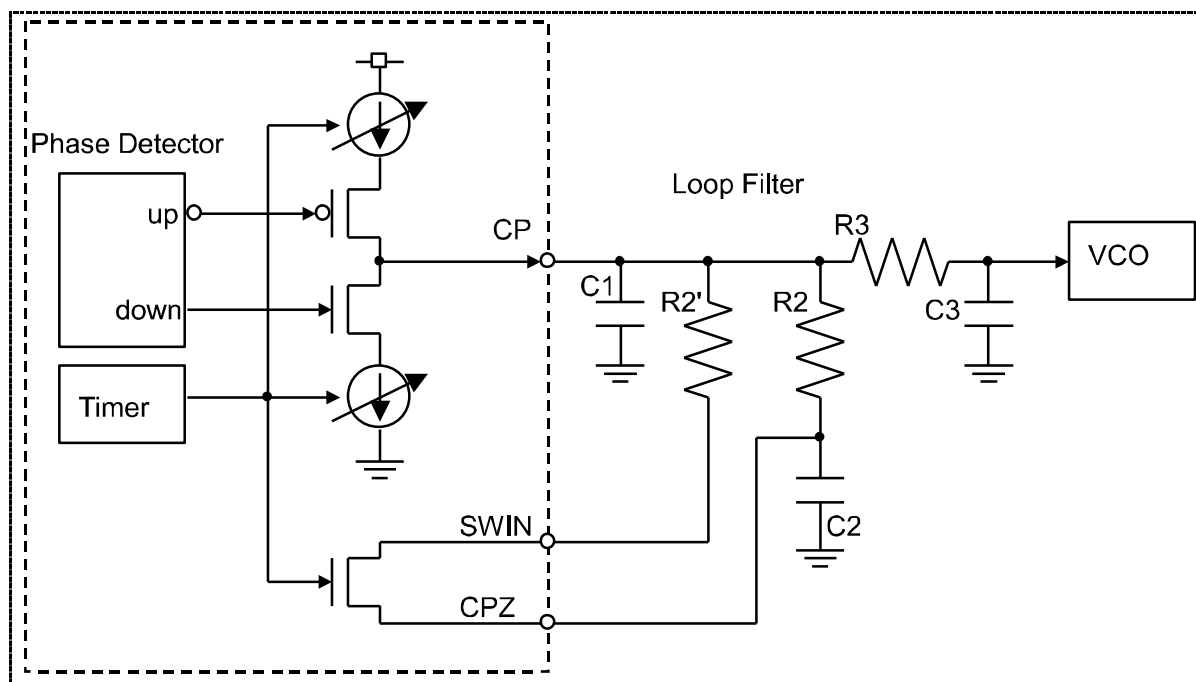 Phase Detector
up
down
Timer
CP
SWIN
CPZ
Loop Filter
C1
R2'
R2
R3
C3
C2
VCO